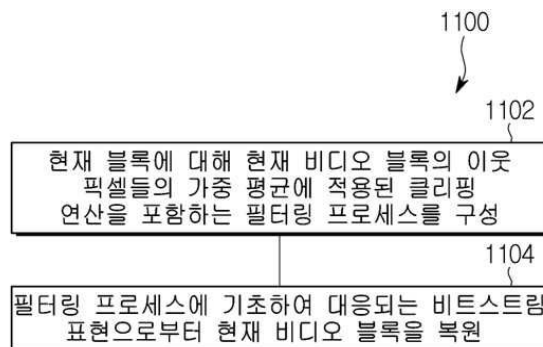 1100
1102
현재 블록에 대해 현재 비디오 블록의 이웃
픽셀들의 가중 평균에 적용된 클리핑
연산을 포함하는 필터링 프로세스를 구성
1104
필터링 프로세스에 기초하여 대응되는 비트스트림
표현으로부터 현재 비디오 블록을 복원